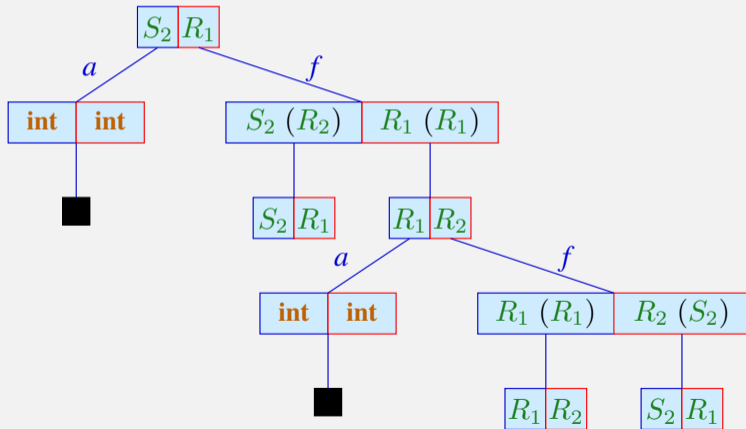 S₂ R₁
a f
int int S₂ (R₂) R₁ (R₁)
S₂ R₁ R₁ R₂
a f
int int R₁ (R₁) R₂ (S₂)
R₁ R₂ S₂ R₁